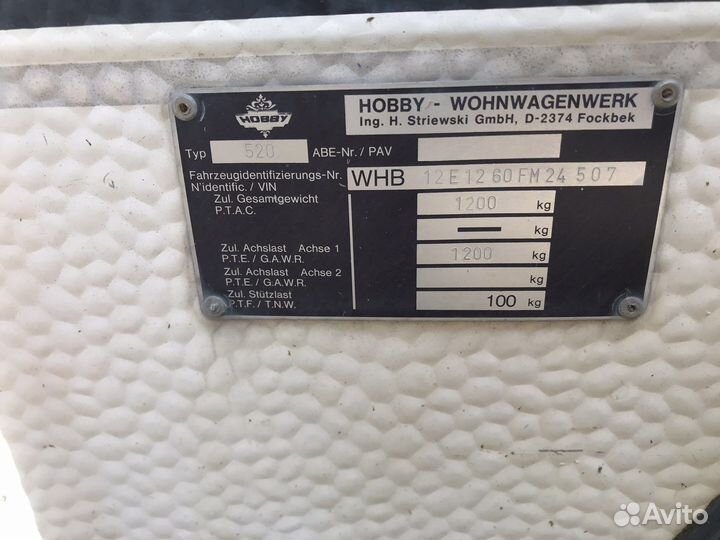 HOBBY
HOBBY - WOHNWAGENWERK
Ing. H. Striewski GmbH, D-2374 Fockbek
Typ 520 ABE-Nr. / PAV
Fahrzeugidentifizierungs-Nr.
N'identific. / VIN
WHB 12E1260FM24507
Zul. Gesamtgewicht
P.T.A.C.
1200 kg
— kg
Zul. Achslast Achse 1
P.T.E. / G.A.W.R.
1200 kg
Zul. Achslast Achse 2
P.T.E. / G.A.W.R.
kg
Zul. Stützlast
P.T.F. / T.N.W.
100 kg
Avito